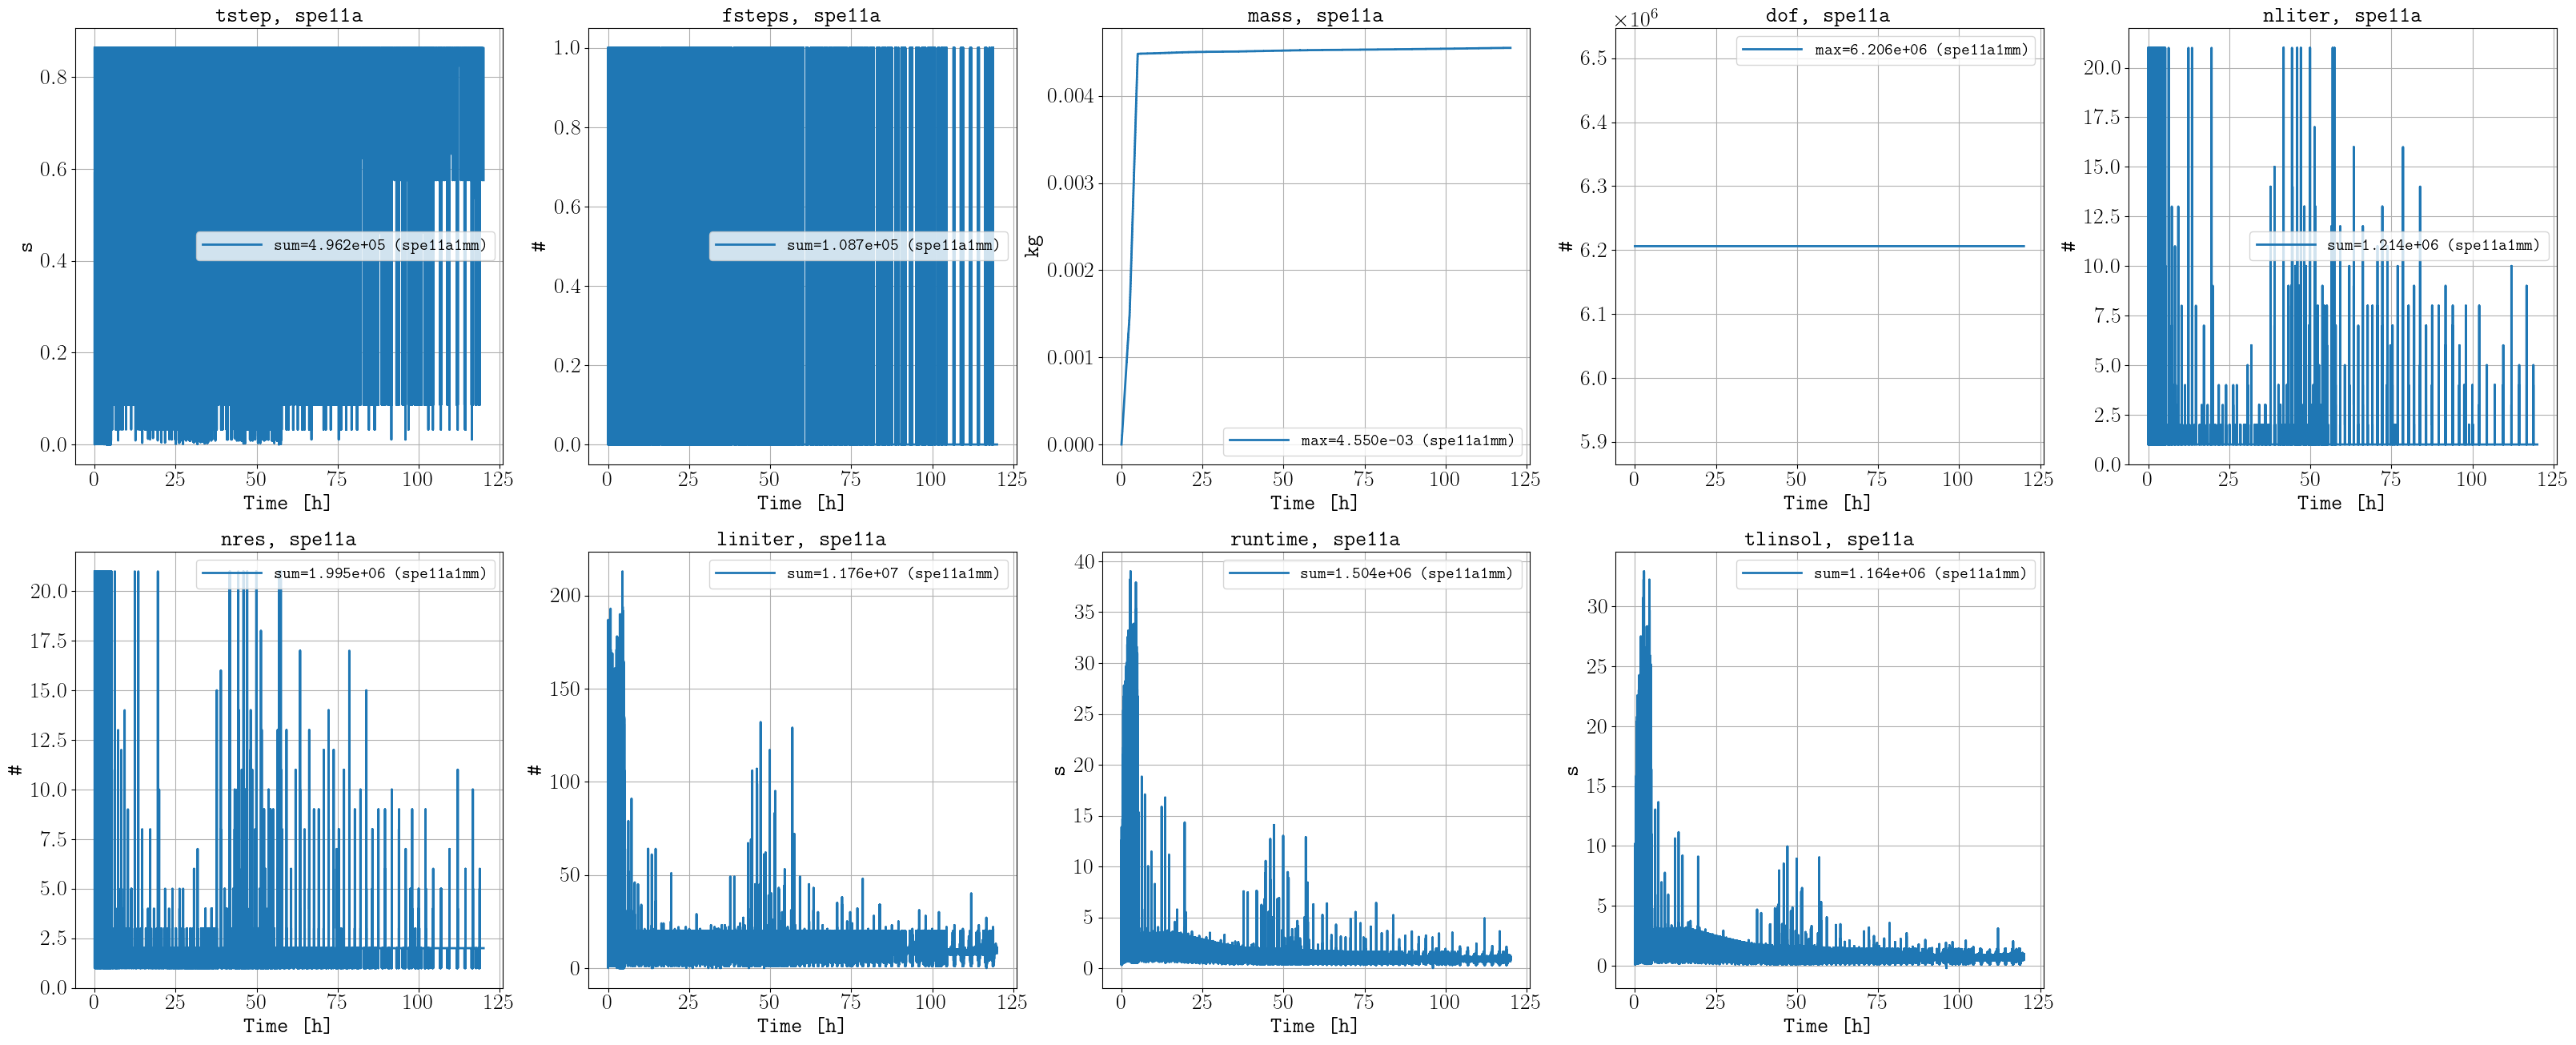 tstep, spe11a
s
0.8
0.6
0.4
0.2
0.0
sum=4.962e+05 (spe11a1mm)
0 25 50 75 100 125
Time [h]
fsteps, spe11a
#
1.0
0.8
0.6
0.4
0.2
0.0
sum=1.087e+05 (spe11a1mm)
0 25 50 75 100 125
Time [h]
mass, spe11a
kg
0.004
0.003
0.002
0.001
0.000
max=4.550e-03 (spe11a1mm)
0 25 50 75 100 125
Time [h]
dof, spe11a
×10⁶
#
6.5
6.4
6.3
6.2
6.1
6.0
5.9
max=6.206e+06 (spe11a1mm)
0 25 50 75 100 125
Time [h]
nliter, spe11a
#
20.0
17.5
15.0
12.5
10.0
7.5
5.0
2.5
0.0
sum=1.214e+06 (spe11a1mm)
0 25 50 75 100 125
Time [h]
nres, spe11a
#
20.0
17.5
15.0
12.5
10.0
7.5
5.0
2.5
0.0
sum=1.995e+06 (spe11a1mm)
0 25 50 75 100 125
Time [h]
liniter, spe11a
#
200
150
100
50
0
sum=1.176e+07 (spe11a1mm)
0 25 50 75 100 125
Time [h]
runtime, spe11a
s
40
35
30
25
20
15
10
5
0
sum=1.504e+06 (spe11a1mm)
0 25 50 75 100 125
Time [h]
tlinsol, spe11a
s
30
25
20
15
10
5
0
sum=1.164e+06 (spe11a1mm)
0 25 50 75 100 125
Time [h]